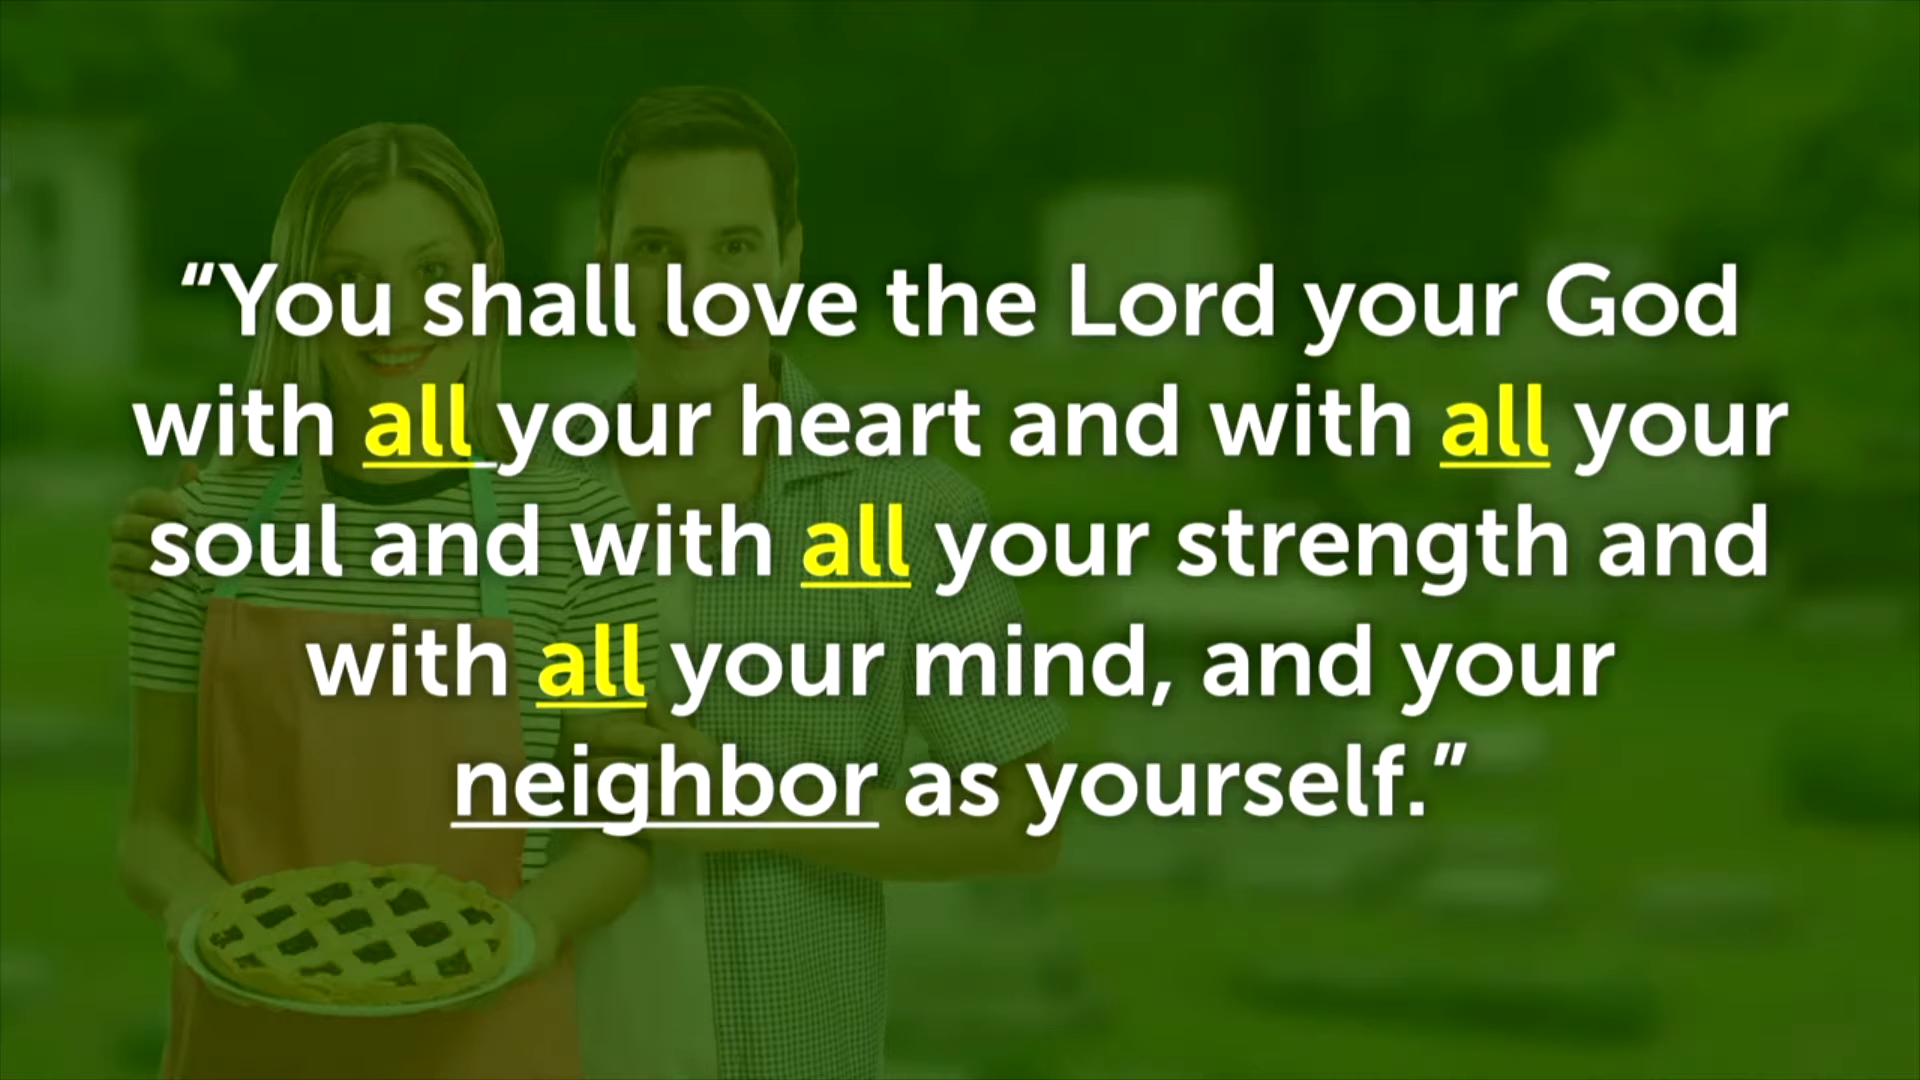 “You shall love the Lord your God
with all your heart and with all your
soul and with all your strength and
with all your mind, and your
neighbor as yourself.”